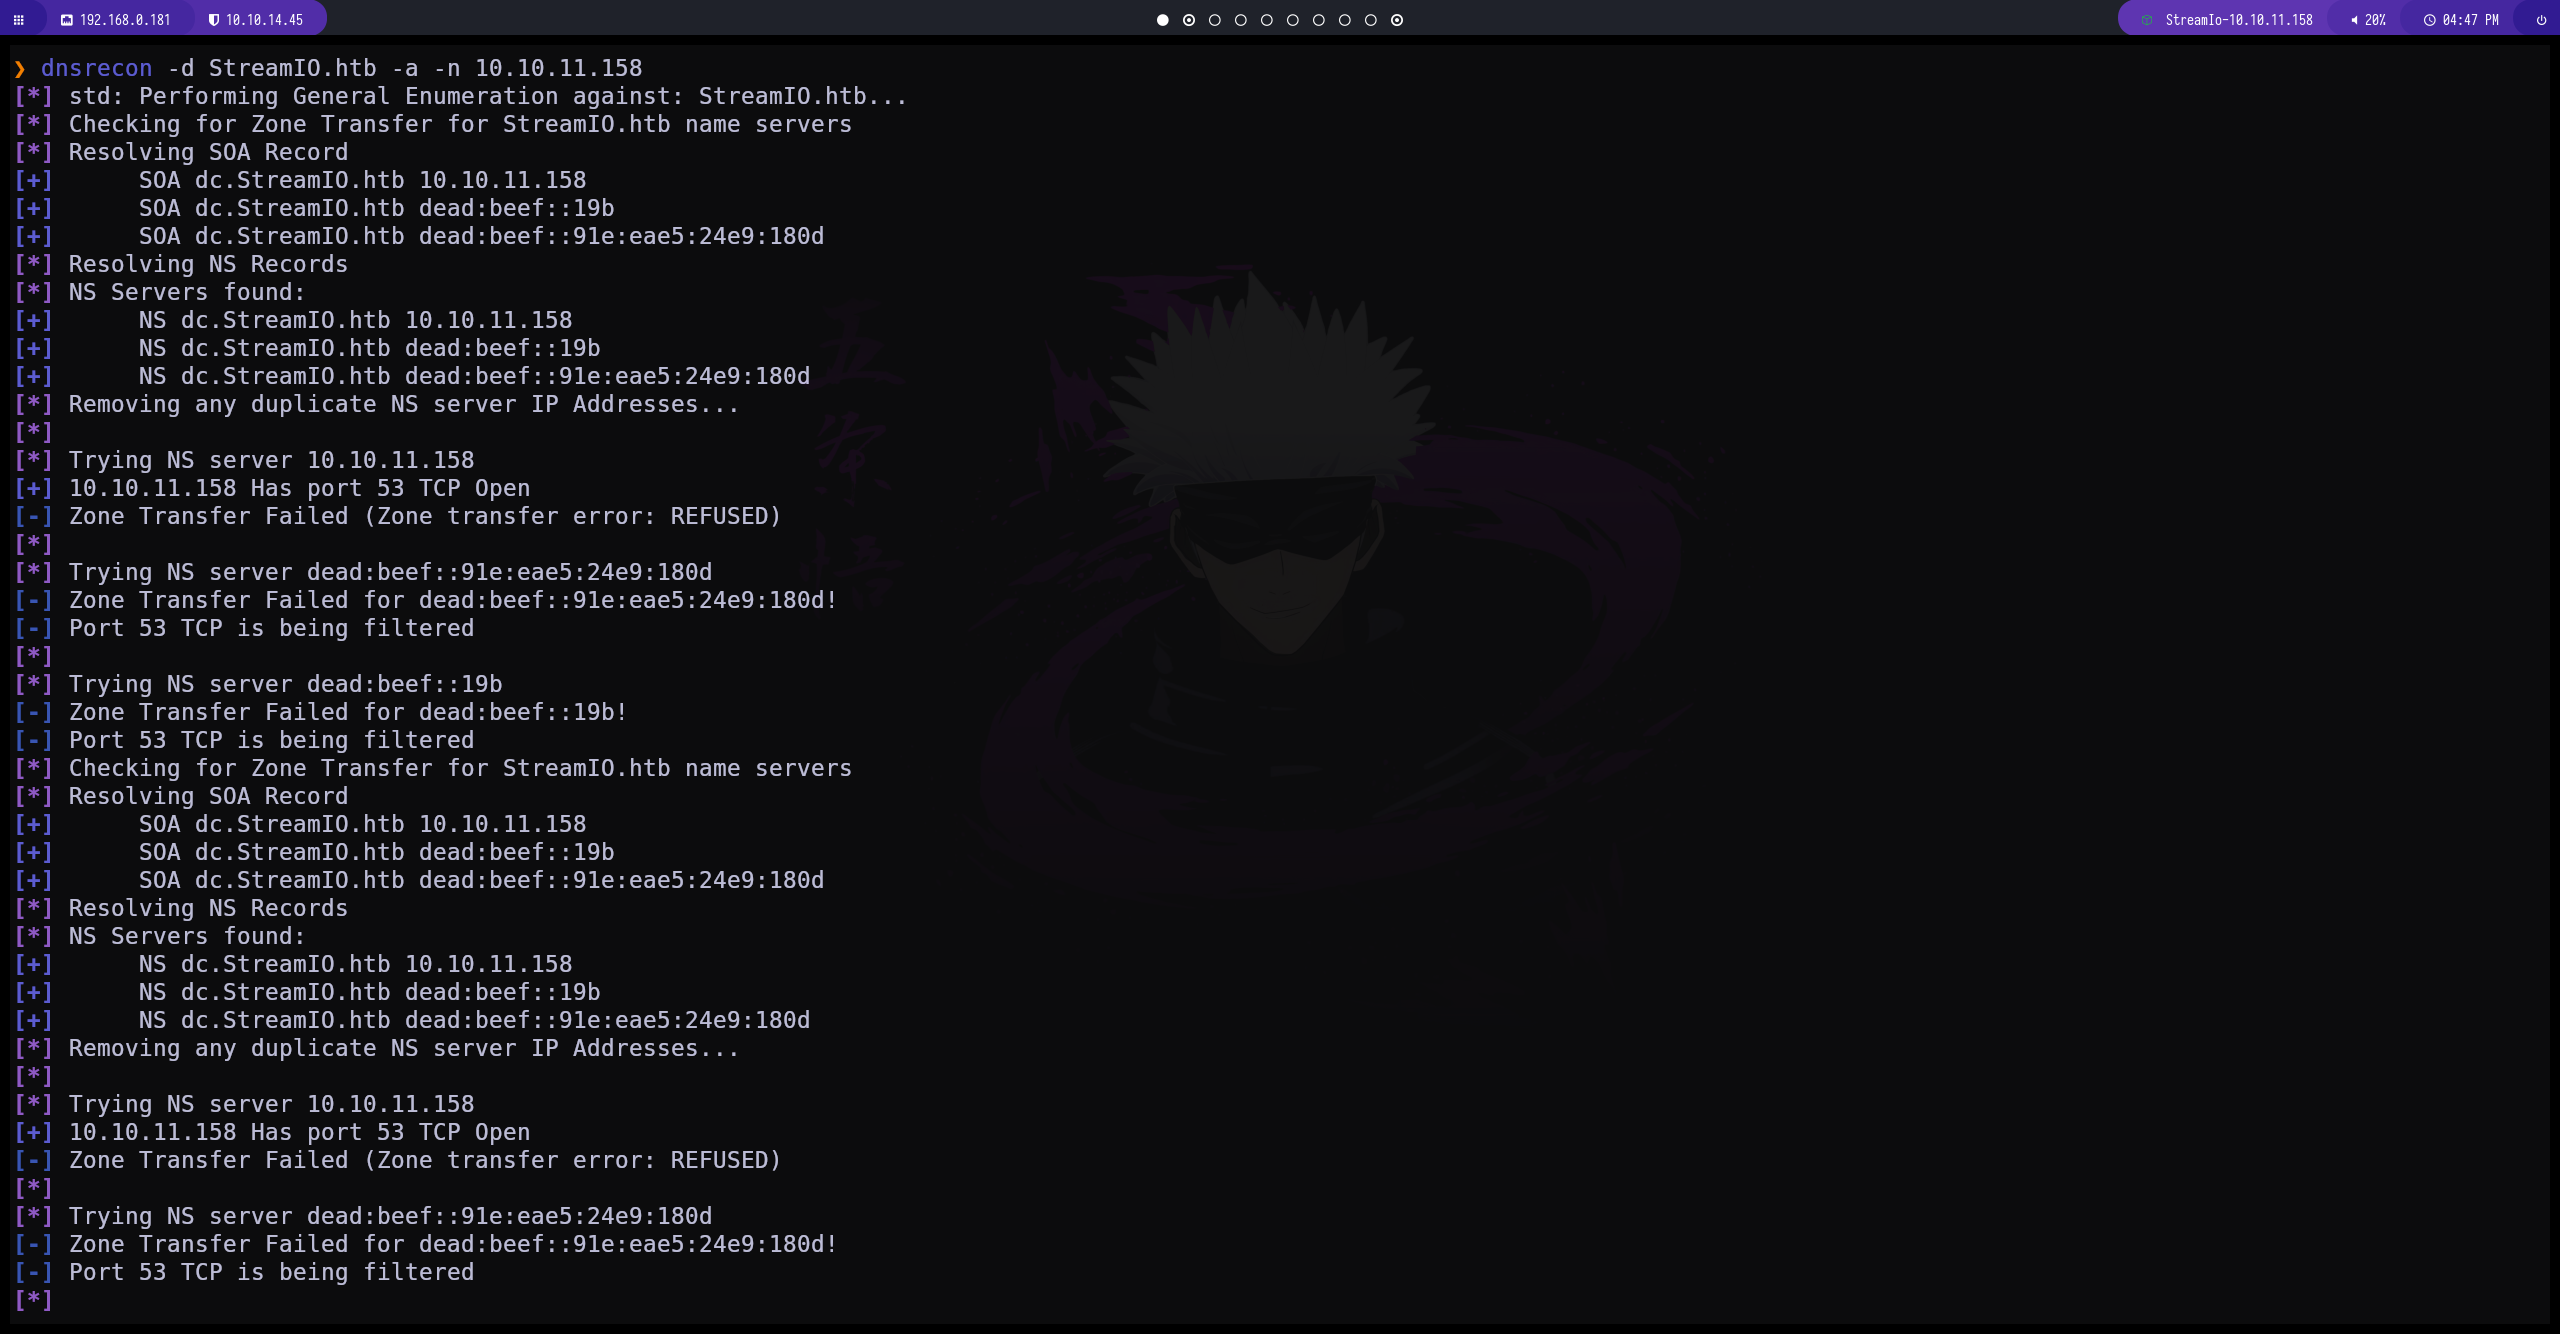 192.168.0.181 10.10.14.45 StreamIo-10.10.11.158 20% 04:47 PM
❯ dnsrecon -d StreamIO.htb -a -n 10.10.11.158
[*] std: Performing General Enumeration against: StreamIO.htb...
[*] Checking for Zone Transfer for StreamIO.htb name servers
[*] Resolving SOA Record
[+]      SOA dc.StreamIO.htb 10.10.11.158
[+]      SOA dc.StreamIO.htb dead:beef::19b
[+]      SOA dc.StreamIO.htb dead:beef::91e:eae5:24e9:180d
[*] Resolving NS Records
[*] NS Servers found:
[+]      NS dc.StreamIO.htb 10.10.11.158
[+]      NS dc.StreamIO.htb dead:beef::19b
[+]      NS dc.StreamIO.htb dead:beef::91e:eae5:24e9:180d
[*] Removing any duplicate NS server IP Addresses...
[*]
[*] Trying NS server 10.10.11.158
[+] 10.10.11.158 Has port 53 TCP Open
[-] Zone Transfer Failed (Zone transfer error: REFUSED)
[*]
[*] Trying NS server dead:beef::91e:eae5:24e9:180d
[-] Zone Transfer Failed for dead:beef::91e:eae5:24e9:180d!
[-] Port 53 TCP is being filtered
[*]
[*] Trying NS server dead:beef::19b
[-] Zone Transfer Failed for dead:beef::19b!
[-] Port 53 TCP is being filtered
[*] Checking for Zone Transfer for StreamIO.htb name servers
[*] Resolving SOA Record
[+]      SOA dc.StreamIO.htb 10.10.11.158
[+]      SOA dc.StreamIO.htb dead:beef::19b
[+]      SOA dc.StreamIO.htb dead:beef::91e:eae5:24e9:180d
[*] Resolving NS Records
[*] NS Servers found:
[+]      NS dc.StreamIO.htb 10.10.11.158
[+]      NS dc.StreamIO.htb dead:beef::19b
[+]      NS dc.StreamIO.htb dead:beef::91e:eae5:24e9:180d
[*] Removing any duplicate NS server IP Addresses...
[*]
[*] Trying NS server 10.10.11.158
[+] 10.10.11.158 Has port 53 TCP Open
[-] Zone Transfer Failed (Zone transfer error: REFUSED)
[*]
[*] Trying NS server dead:beef::91e:eae5:24e9:180d
[-] Zone Transfer Failed for dead:beef::91e:eae5:24e9:180d!
[-] Port 53 TCP is being filtered
[*]
五条悟